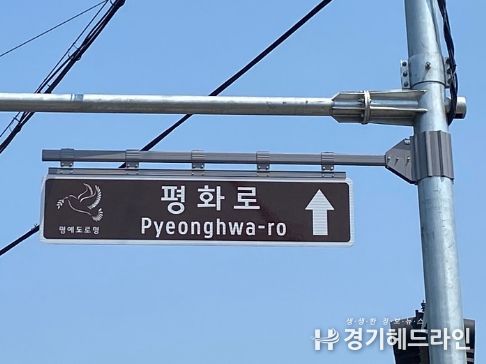 평화로
Pyeonghwa-ro
명예도로명
생생한 정보뉴스
경기헤드라인